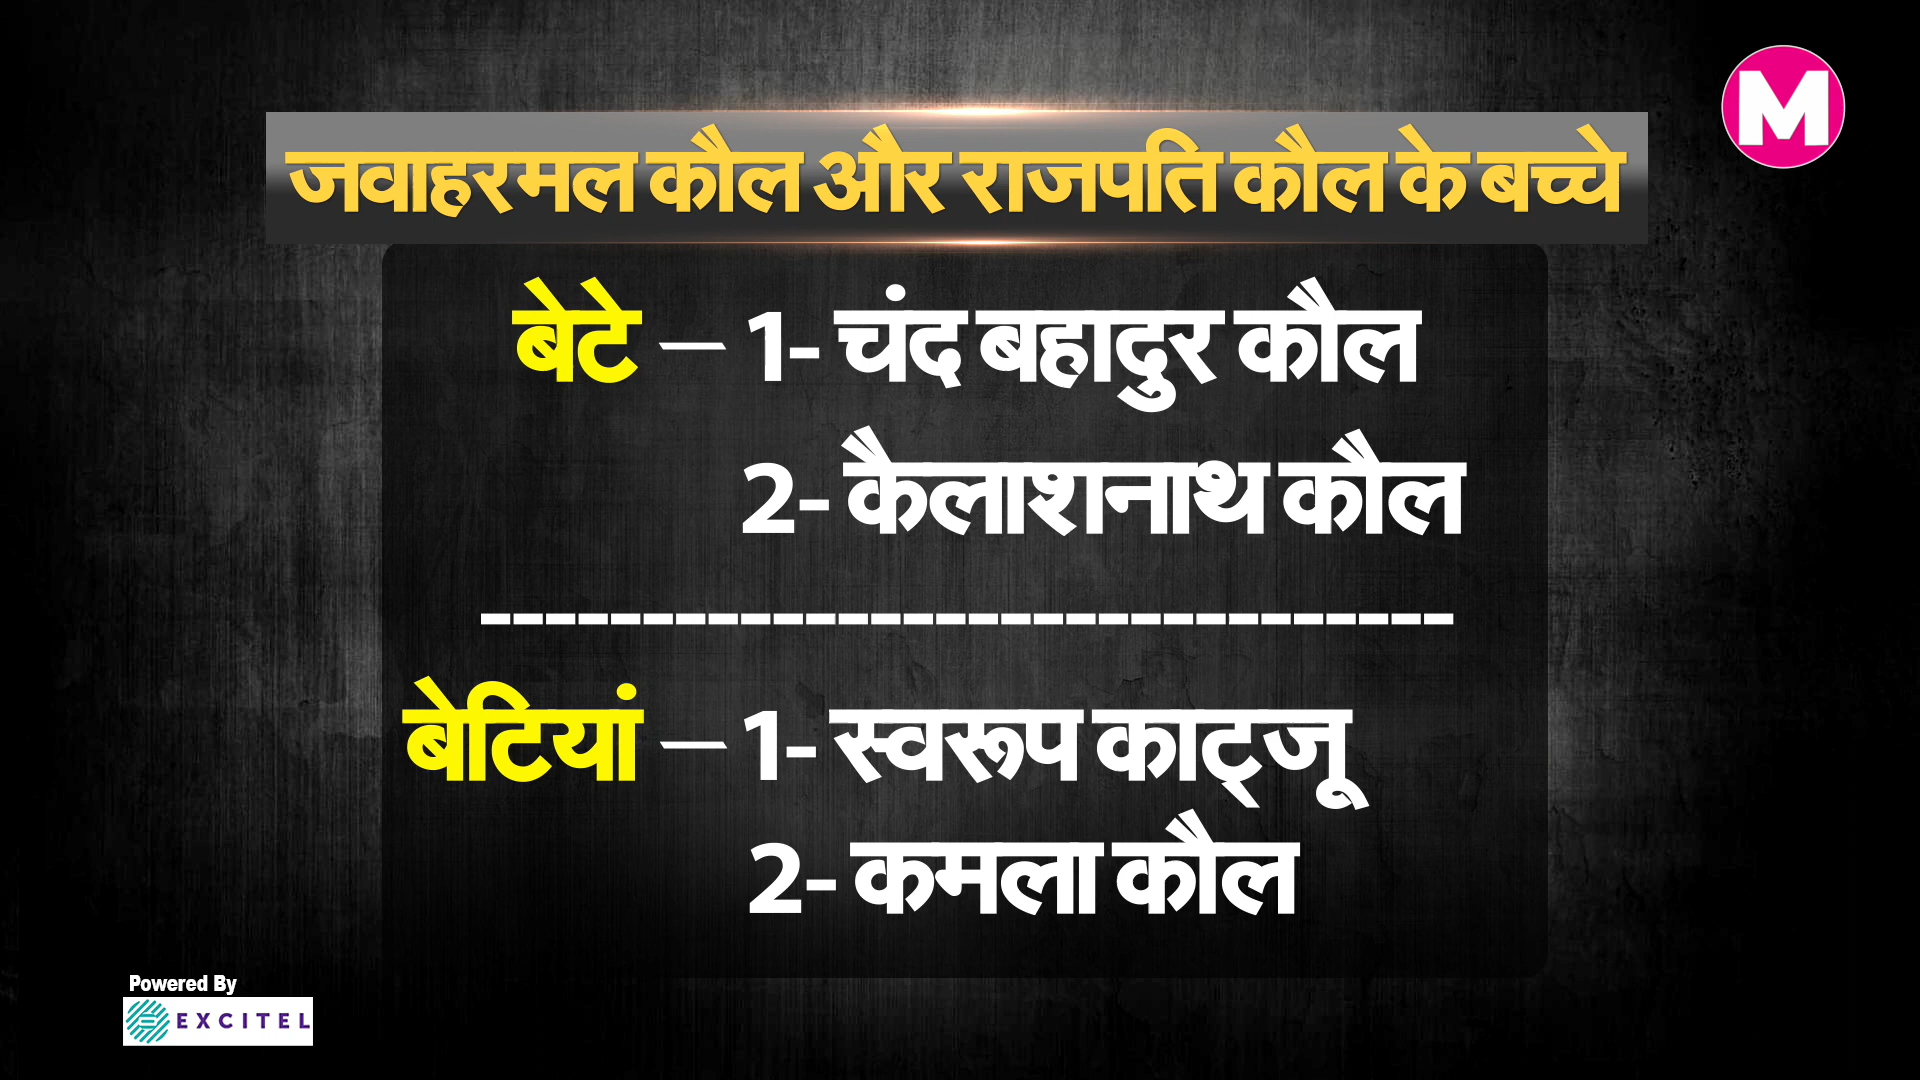 M
जवाहरमल कौल और राजपति कौल के बच्चे
बेटे – 1- चंद बहादुर कौल
2- कैलाशनाथ कौल
------------------------------
बेटियां – 1- स्वरूप काट्जू
2- कमला कौल
Powered By
EXCITEL